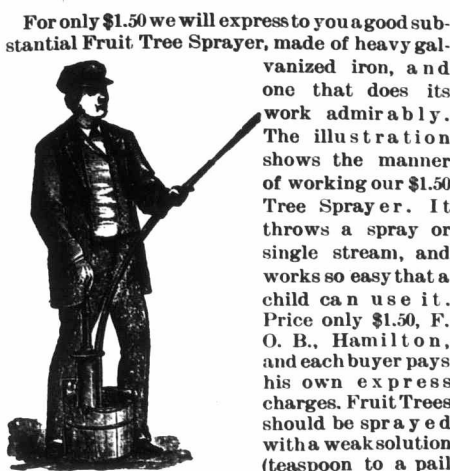 For only $1.50 we will express to you a good sub-
stantial Fruit Tree Sprayer, made of heavy gal-
vanized iron, and
one that does its
work admirably.
The illustration
shows the manner
of working our $1.50
Tree Sprayer. It
throws a spray or
single stream, and
works so easy that a
child can use it.
Price only $1.50, F.
O. B., Hamilton,
and each buyer pays
his own express
charges. Fruit Trees
should be sprayed
with a weak solution
(teaspoon to a pail